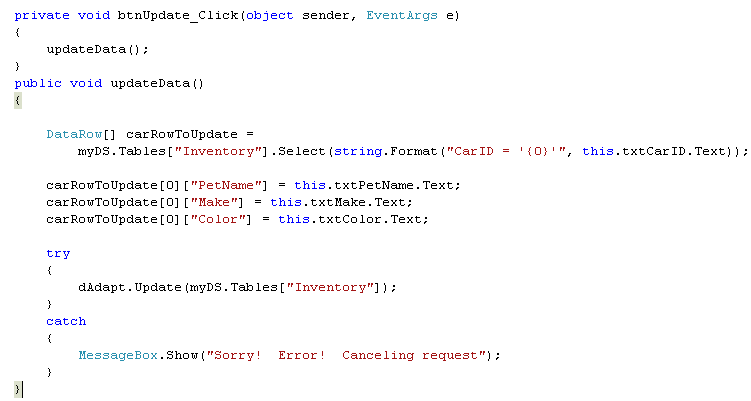 private void btnUpdate_Click(object sender, EventArgs e)
{
    updateData();
}
public void updateData()
{
    DataRow[] carRowToUpdate =
        myDS.Tables["Inventory"].Select(string.Format("CarID = '{0}'", this.txtCarID.Text));
    carRowToUpdate[0]["PetName"] = this.txtPetName.Text;
    carRowToUpdate[0]["Make"] = this.txtMake.Text;
    carRowToUpdate[0]["Color"] = this.txtColor.Text;
    try
    {
        dAdapt.Update(myDS.Tables["Inventory"]);
    }
    catch
    {
        MessageBox.Show("Sorry!  Error!  Canceling request");
    }
}